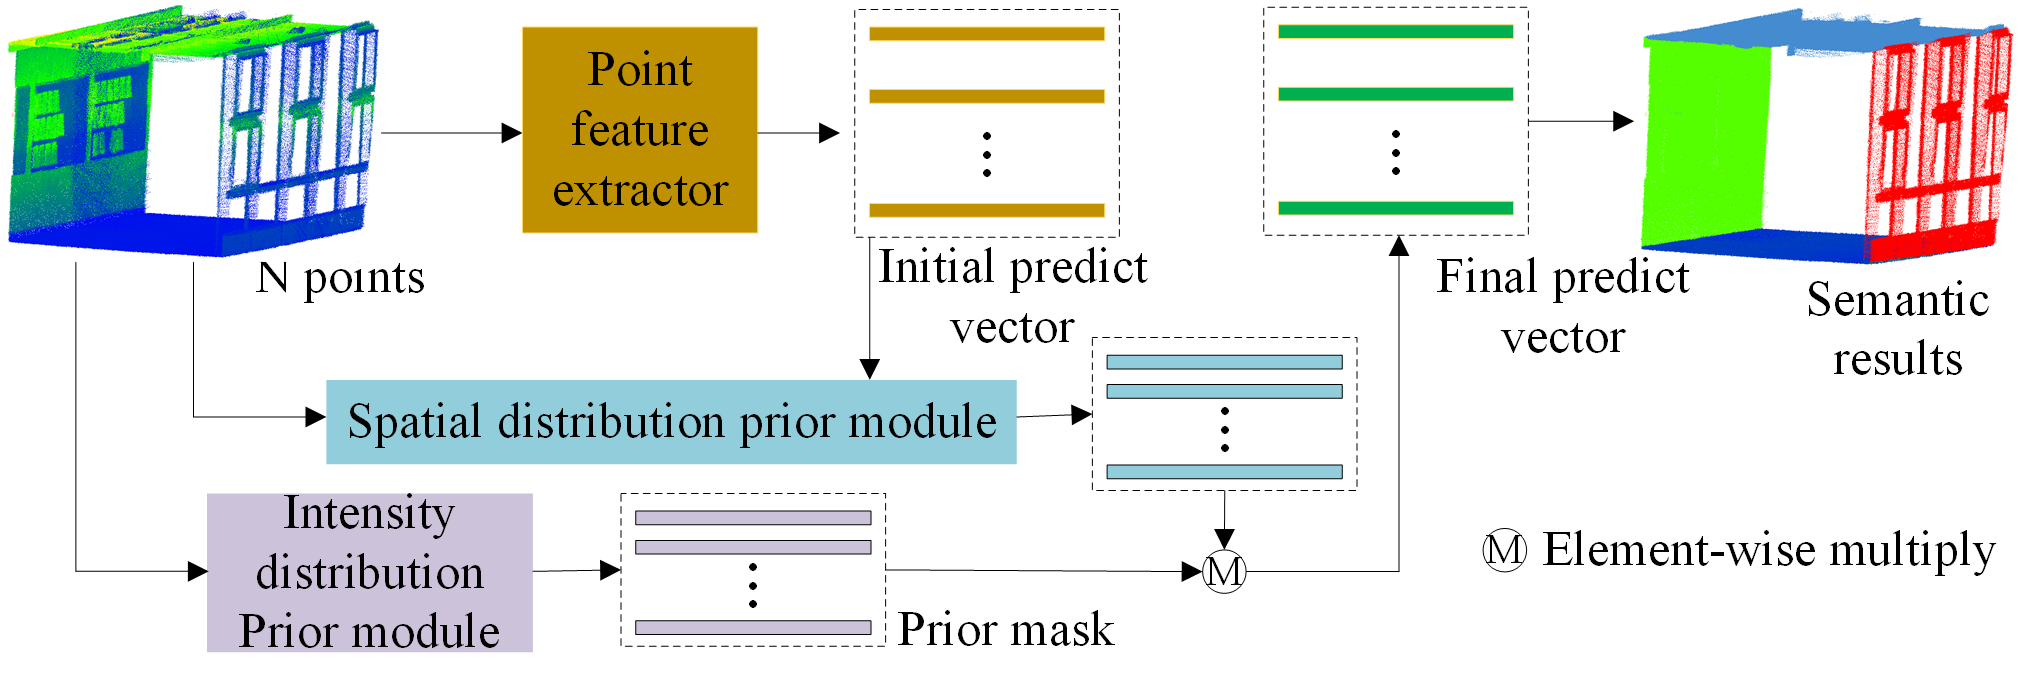 Point
feature
extractor
N points
Initial predict
vector
Final predict
vector
Semantic
results
Spatial distribution prior module
Intensity
distribution
Prior module
Prior mask
M
M Element-wise multiply